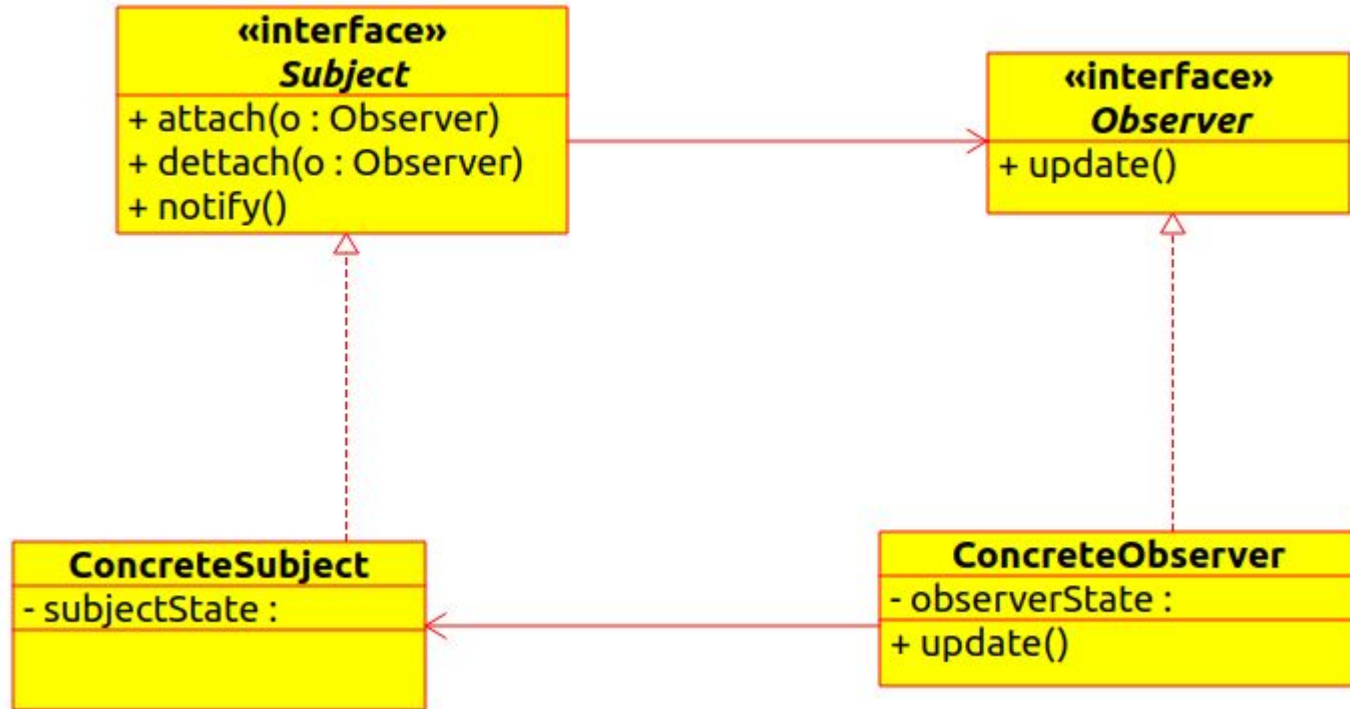 «interface»
Subject
+ attach(o : Observer)
+ dettach(o : Observer)
+ notify()
«interface»
Observer
+ update()
ConcreteSubject
- subjectState :
ConcreteObserver
- observerState :
+ update()